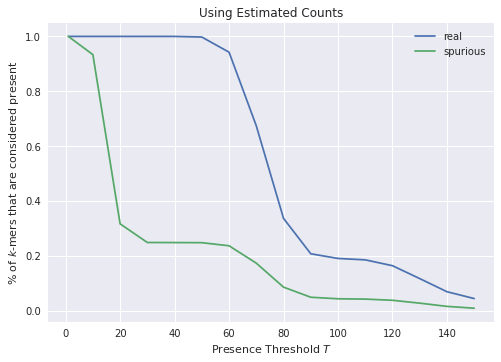 Using Estimated Counts
real
spurious
% of k-mers that are considered present
1.0
0.8
0.6
0.4
0.2
0.0
0 20 40 60 80 100 120 140
Presence Threshold T